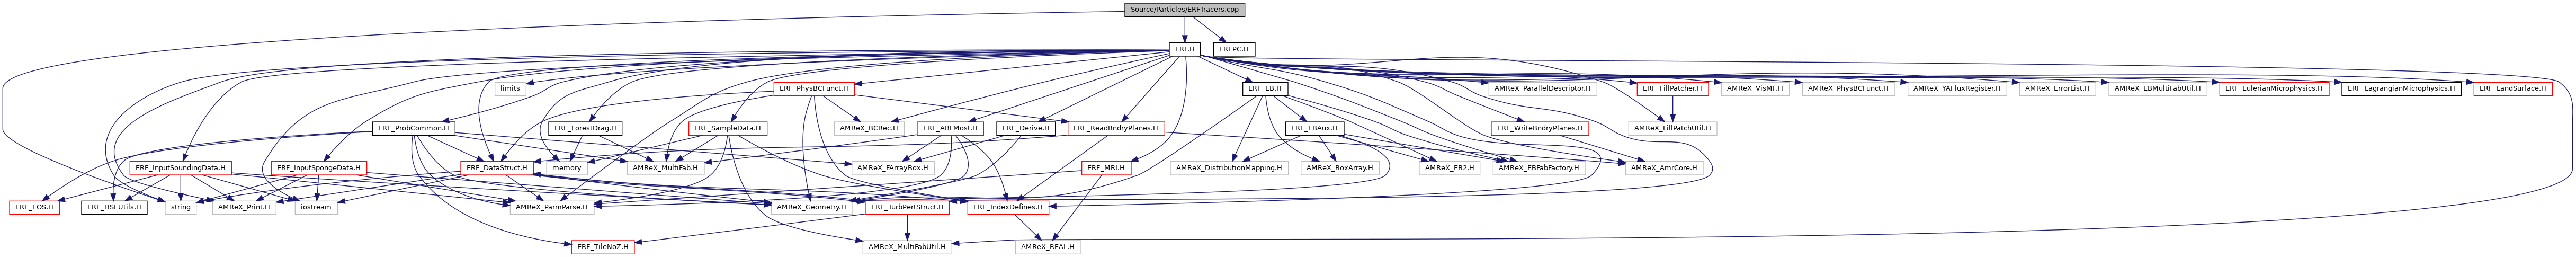 Source/Particles/ERFTracers.cpp
ERF.H
ERFPC.H
limits
ERF_PhysBCFunct.H
ERF_EB.H
AMReX_ParallelDescriptor.H
ERF_FillPatcher.H
AMReX_VisMF.H
AMReX_PhysBCFunct.H
AMReX_YAFluxRegister.H
AMReX_ErrorList.H
AMReX_EBMultiFabUtil.H
ERF_EulerianMicrophysics.H
ERF_LagrangianMicrophysics.H
ERF_LandSurface.H
ERF_ProbCommon.H
ERF_ForestDrag.H
ERF_SampleData.H
AMReX_BCRec.H
ERF_ABLMost.H
ERF_Derive.H
ERF_ReadBndryPlanes.H
ERF_EBAux.H
ERF_WriteBndryPlanes.H
AMReX_FillPatchUtil.H
ERF_InputSoundingData.H
ERF_InputSpongeData.H
ERF_DataStruct.H
memory
AMReX_MultiFab.H
AMReX_FArrayBox.H
ERF_MRI.H
AMReX_DistributionMapping.H
AMReX_BoxArray.H
AMReX_EB2.H
AMReX_EBFabFactory.H
AMReX_AmrCore.H
ERF_EOS.H
ERF_HSEUtils.H
string
AMReX_Print.H
iostream
AMReX_ParmParse.H
AMReX_Geometry.H
ERF_TurbPertStruct.H
ERF_IndexDefines.H
ERF_TileNoZ.H
AMReX_MultiFabUtil.H
AMReX_REAL.H